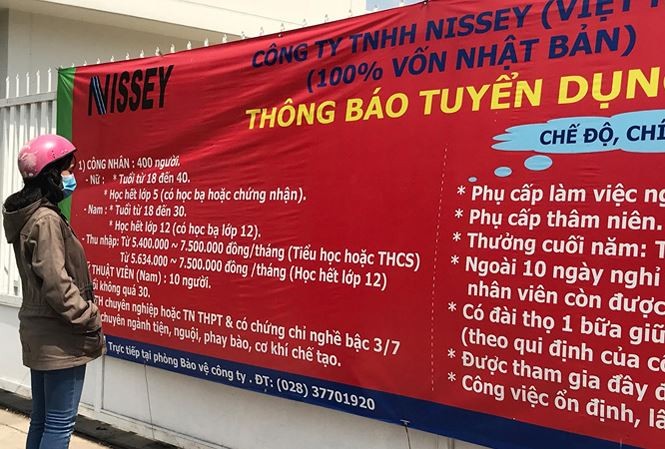 NISSEY
CÔNG TY TNHH NISSEY (VIỆT
(100% VỐN NHẬT BẢN)
THÔNG BÁO TUYỂN DỤN
1) CÔNG NHÂN : 400 người.
- Nữ : * Tuổi từ 18 đến 40.
* Học hết lớp 5 (có học bạ hoặc chứng nhận).
- Nam : * Tuổi từ 18 đến 30.
* Học hết lớp 12 (có học bạ lớp 12).
- Thu nhập: Từ 5.400.000 ~ 7.500.000 đồng/tháng (Tiểu học hoặc THCS)
Từ 5.634.000 ~ 7.500.000 đồng/tháng (Học hết lớp 12)
THUẬT VIÊN (Nam) : 10 người.
không quá 30.
TH chuyên nghiệp hoặc TN THPT & có chứng chỉ nghề bậc 3/7
chuyên ngành tiện, nguội, phay bào, cơ khí chế tạo.
Trực tiếp tại phòng Bảo vệ công ty . ĐT: (028) 37701920
CHẾ ĐỘ, CHÍ
* Phụ cấp làm việc ng
* Phụ cấp thâm niên.
* Thưởng cuối năm: T
* Ngoài 10 ngày nghỉ
nhân viên còn được
* Có đài thọ 1 bữa giữ
(theo qui định của cô
* Được tham gia đầy đ
* Công việc ổn định, lâ